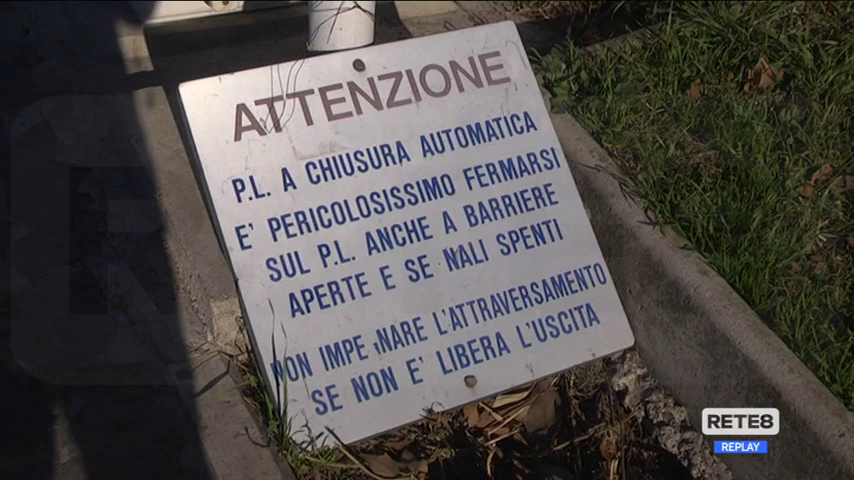 ATTENZIONE
P.L. A CHIUSURA AUTOMATICA
E' PERICOLOSISSIMO FERMARSI
SUL P.L. ANCHE A BARRIERE
APERTE E SE NALI SPENTI
NON IMPE NARE L'ATTRAVERSAMENTO
SE NON E' LIBERA L'USCITA
RETE8
REPLAY